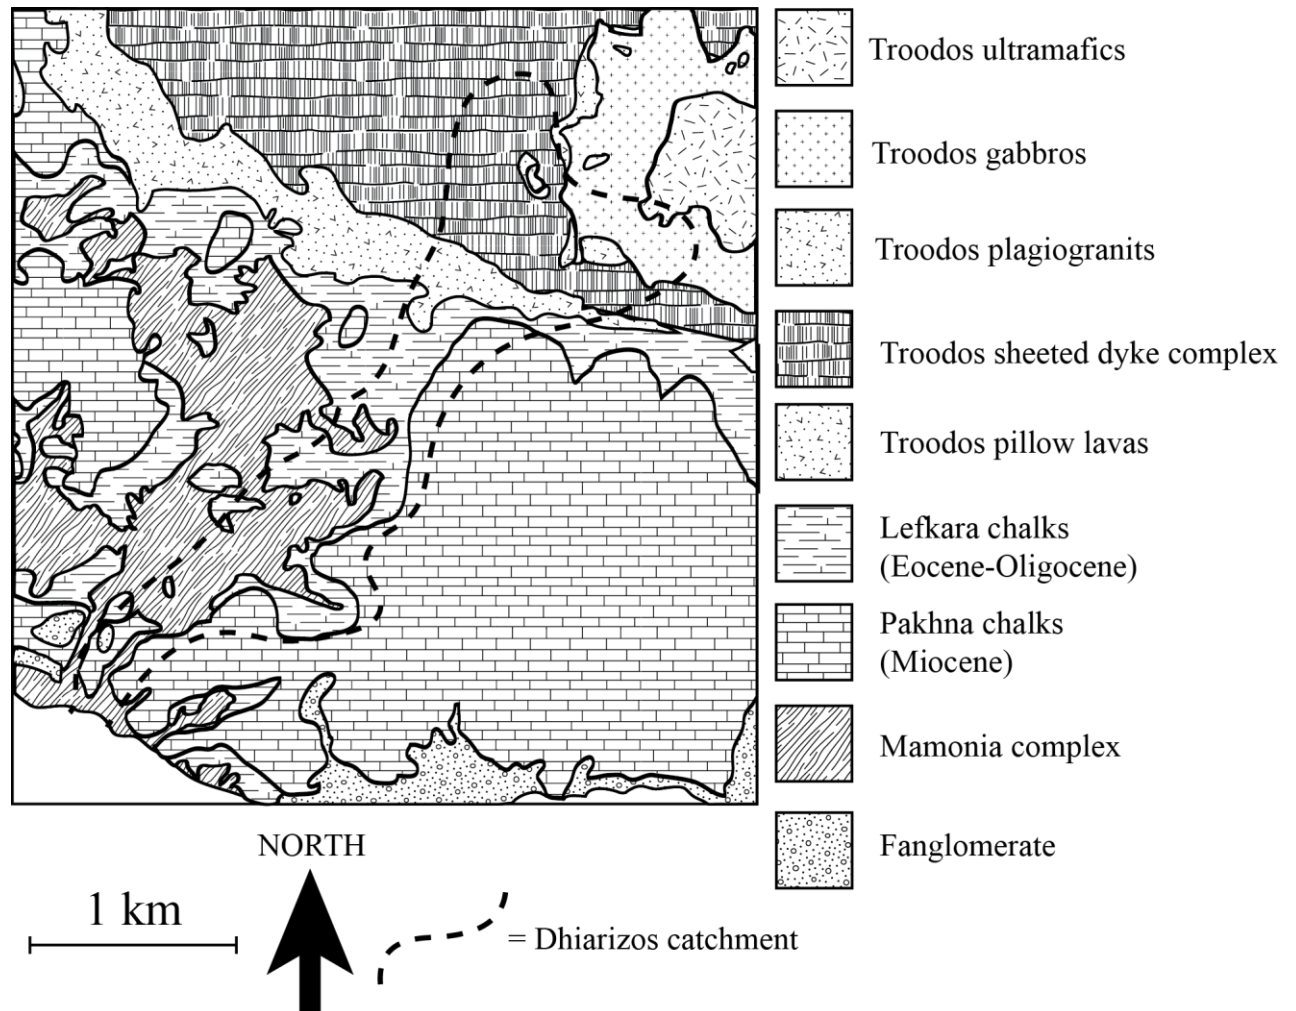 Troodos ultramafics
Troodos gabbros
Troodos plagiogranits
Troodos sheeted dyke complex
Troodos pillow lavas
Lefkara chalks
(Eocene-Oligocene)
Pakhna chalks
(Miocene)
Mamonia complex
Fanglomerate
NORTH
1 km
= Dhiarizos catchment